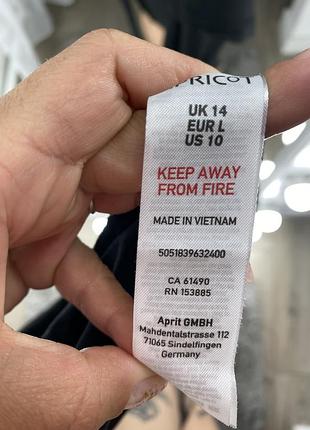 PRICOT
UK 14
EUR L
US 10
KEEP AWAY
FROM FIRE
MADE IN VIETNAM
5051839632400
CA 61490
RN 153885
Aprit GMBH
Mahdentalstrasse 112
71065 Sindelfingen
Germany